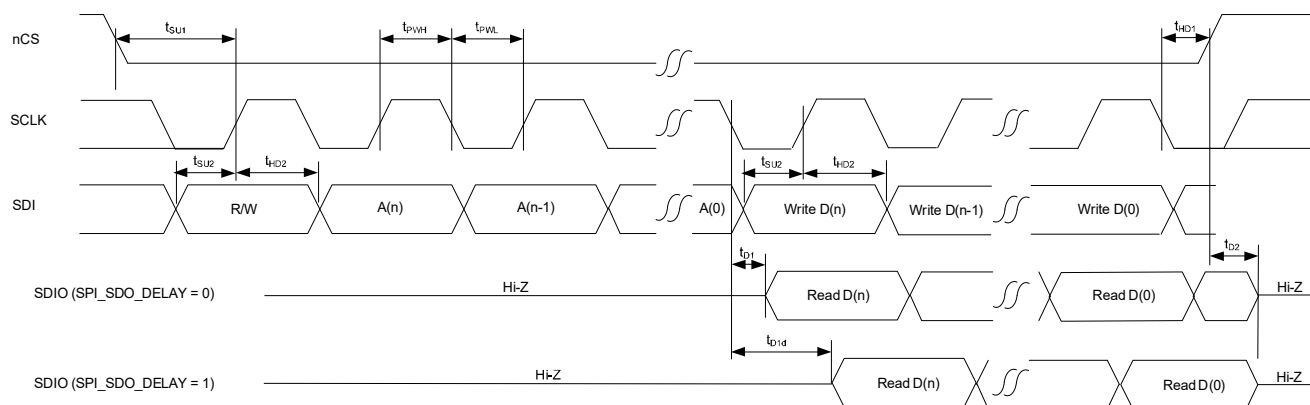 nCS
tSU1
tPWH
tPWL
tHD1
SCLK
tSU2
tHD2
tSU2
tHD2
SDI
R/W
A(n)
A(n-1)
A(0)
Write D(n)
Write D(n-1)
Write D(0)
tD1
tD2
SDIO (SPI_SDO_DELAY = 0)
Hi-Z
Read D(n)
Read D(0)
Hi-Z
tD1d
SDIO (SPI_SDO_DELAY = 1)
Hi-Z
Read D(n)
Read D(0)
Hi-Z